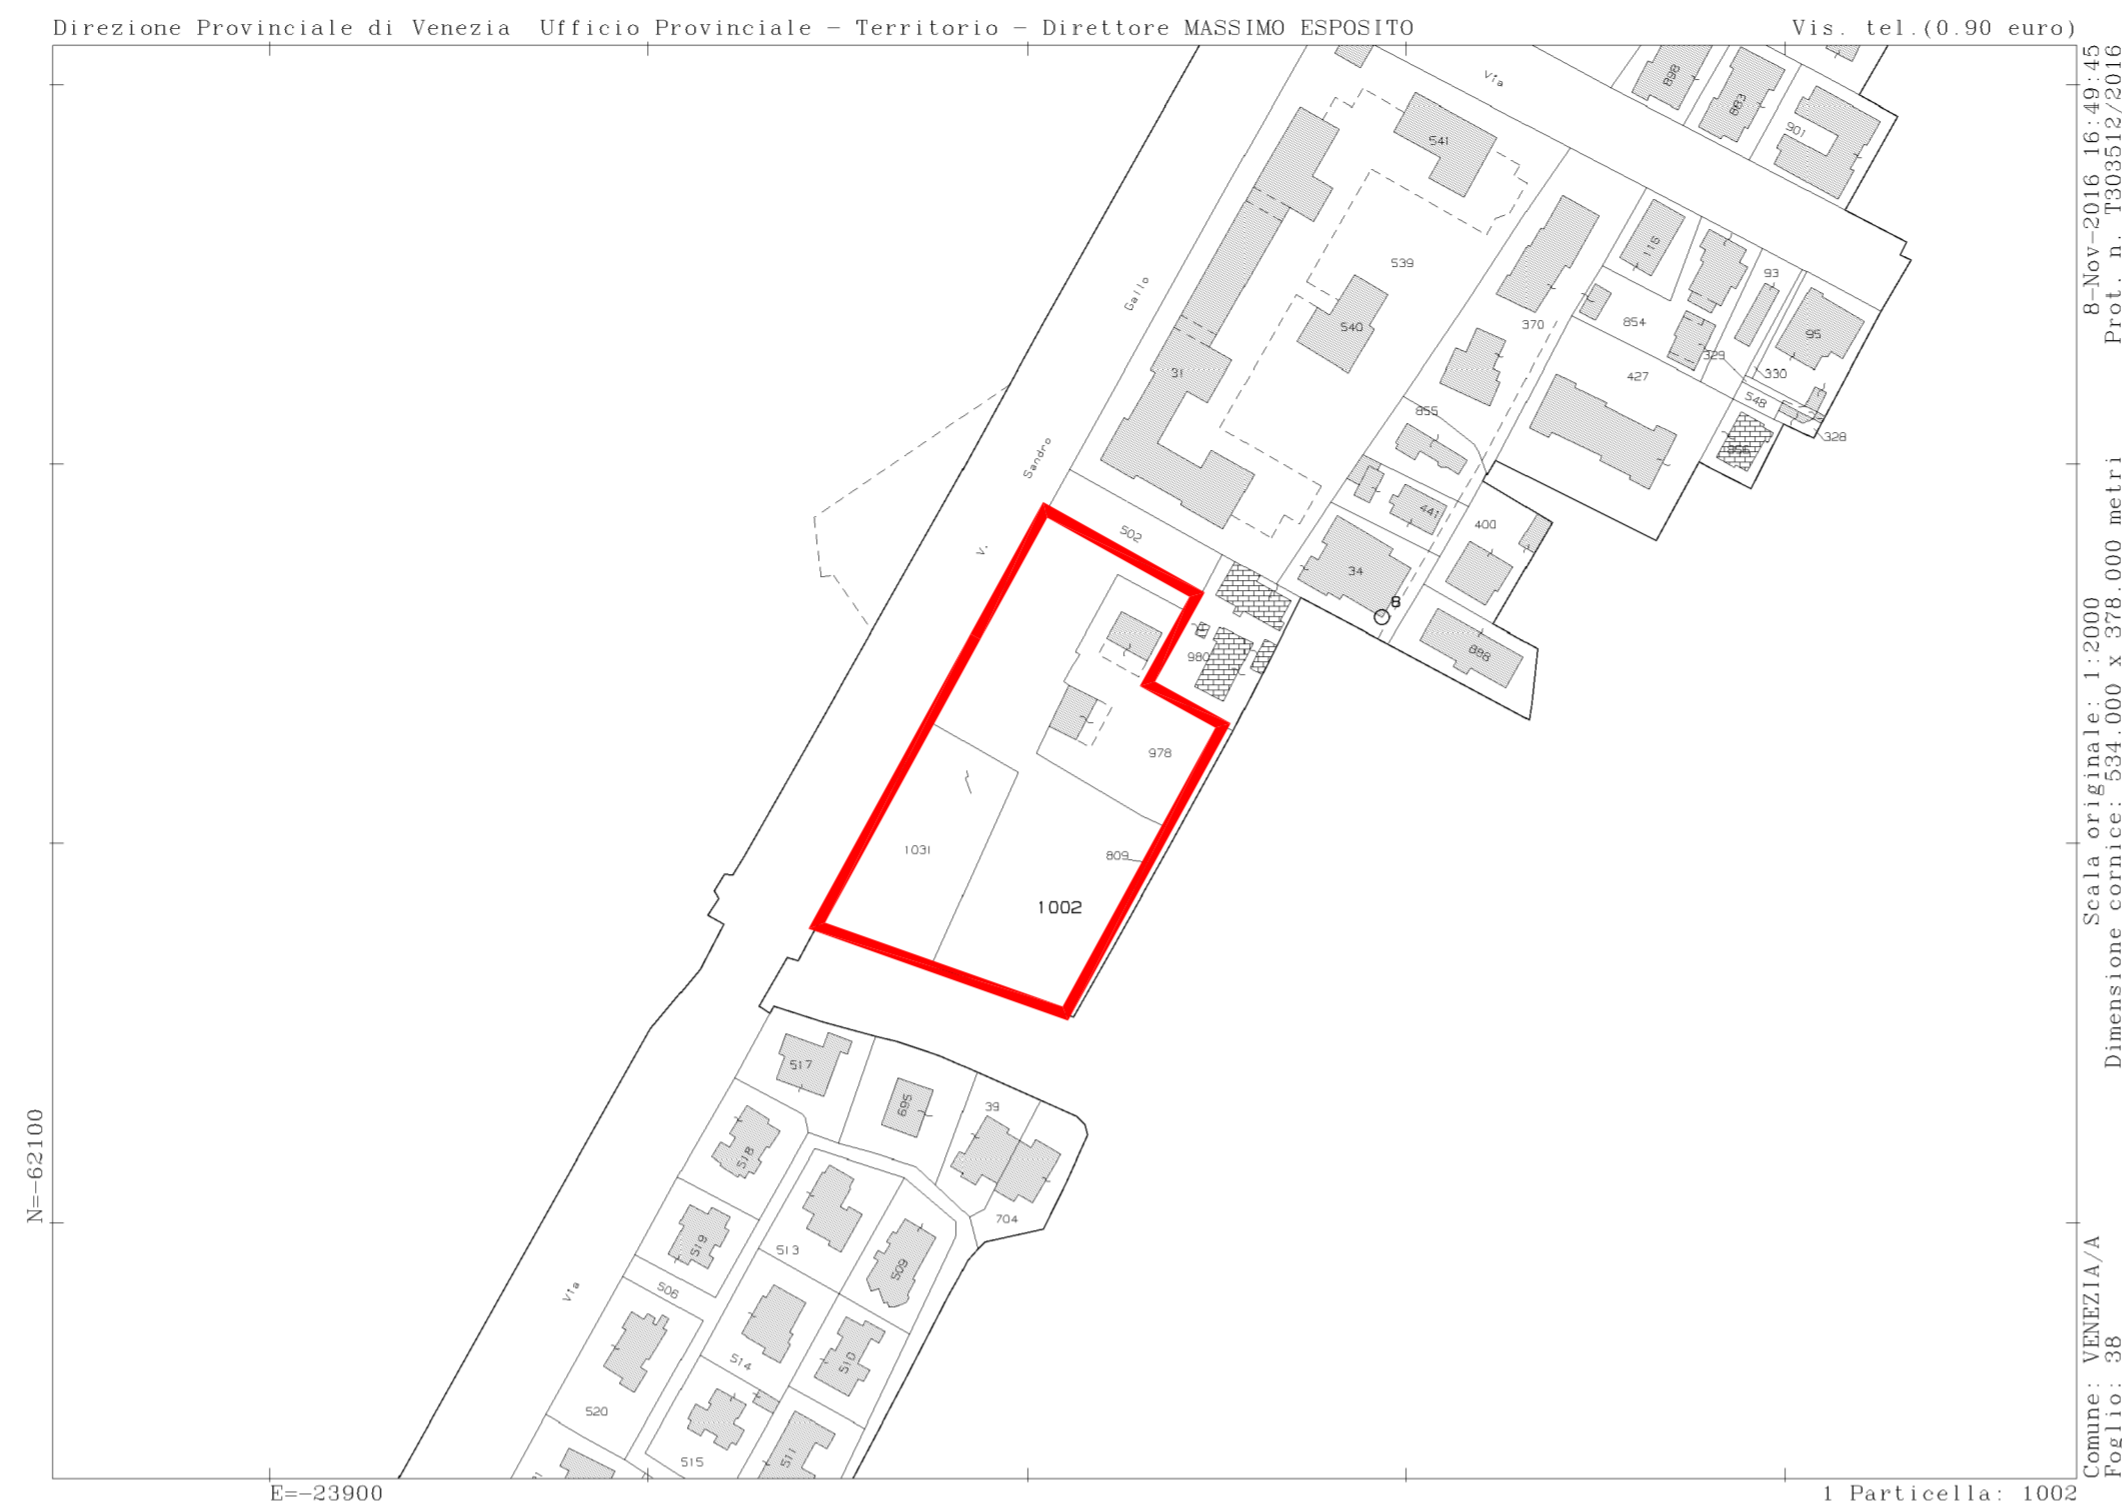 Direzione Provinciale di Venezia Ufficio Provinciale - Territorio - Direttore MASSIMO ESPOSITO
Vis. tel.(0.90 euro)
8-Nov-2016 16:49:45
Prot. n. T303512/2016
Scala originale: 1:2000
Dimensione cornice: 534.000 x 378.000 metri
Comune: VENEZIA/A
Foglio: 38
1 Particella: 1002
N=-62100
E=-23900
Via
898
883
901
541
539
540
31
Gallo
Sandro
V.
115
93
95
370
854
329
330
427
548
328
855
441
400
34
8
898
502
980
978
1031
809
1002
517
695
39
518
704
519
513
509
506
Via
514
510
520
515
511